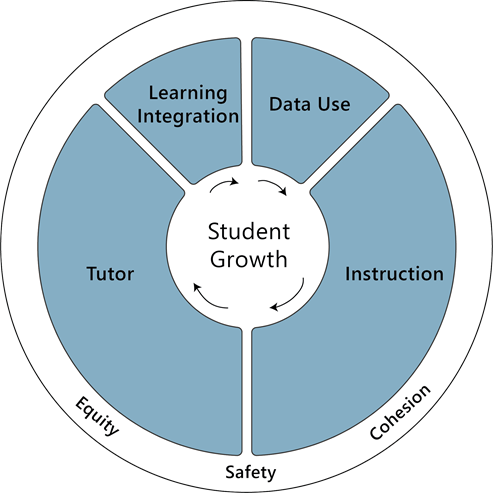 Learning
Integration
Data Use
Student
Growth
Tutor
Instruction
Equity
Safety
Cohesion